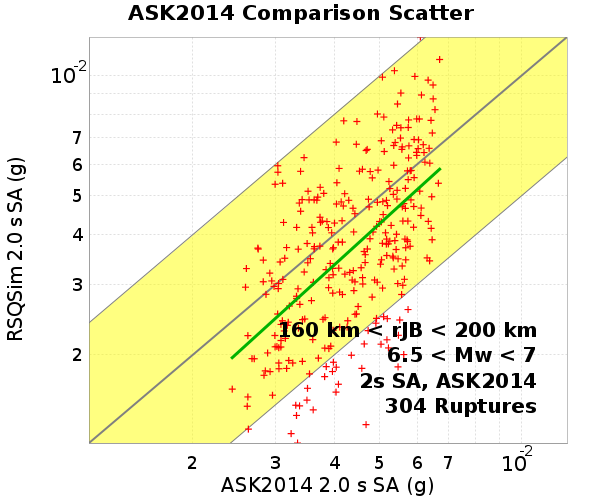 ASK2014 Comparison Scatter
RSQSim 2.0 s SA (g)
10-2
7
6
5
4
3
2
160 km < rJB < 200 km
6.5 < Mw < 7
2s SA, ASK2014
304 Ruptures
2 3 4 5 6 7 10-2
ASK2014 2.0 s SA (g)